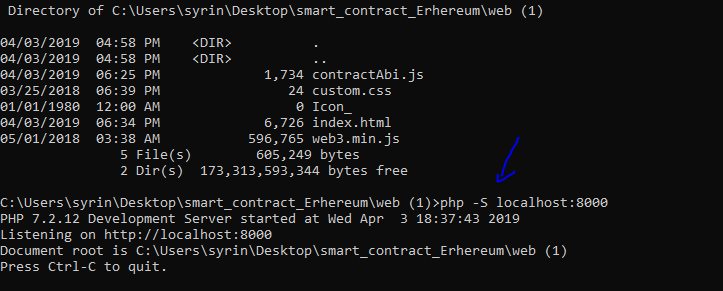 Directory of C:\Users\syrin\Desktop\smart_contract_Erhereum\web (1)
04/03/2019  04:58 PM    <DIR>          .
04/03/2019  04:58 PM    <DIR>          ..
04/03/2019  06:25 PM             1,734 contractAbi.js
03/25/2018  06:39 PM                24 custom.css
01/01/1980  12:00 AM                 0 Icon_
04/03/2019  06:34 PM             6,726 index.html
05/01/2018  03:38 AM           596,765 web3.min.js
               5 File(s)        605,249 bytes
               2 Dir(s)  173,313,593,344 bytes free
C:\Users\syrin\Desktop\smart_contract_Erhereum\web (1)>php -S localhost:8000
PHP 7.2.12 Development Server started at Wed Apr  3 18:37:43 2019
Listening on http://localhost:8000
Document root is C:\Users\syrin\Desktop\smart_contract_Erhereum\web (1)
Press Ctrl-C to quit.